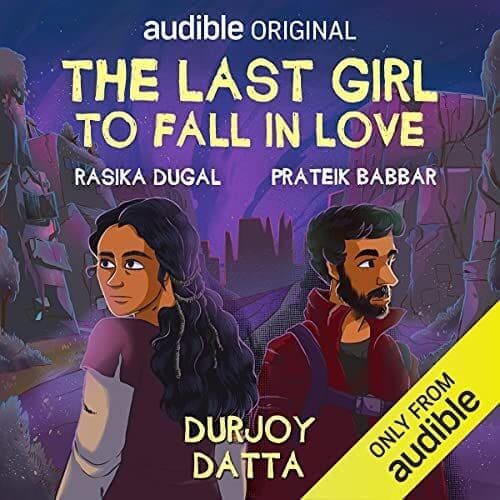 audible ORIGINAL
THE LAST GIRL
TO FALL IN LOVE
RASIKA DUGAL PRATEIK BABBAR
DURJOY
DATTA
ONLY FROM
audible